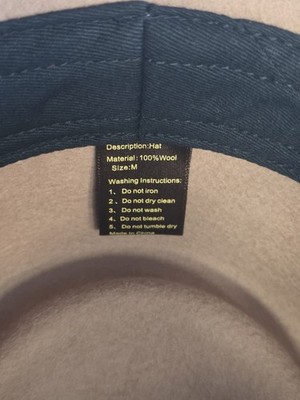 Description:Hat
Material: 100%Wool
Size:M
Washing Instructions:
1、Do not iron
2、Do not dry clean
3、Do not wash
4、Do not bleach
5、Do not tumble dry
Made in China